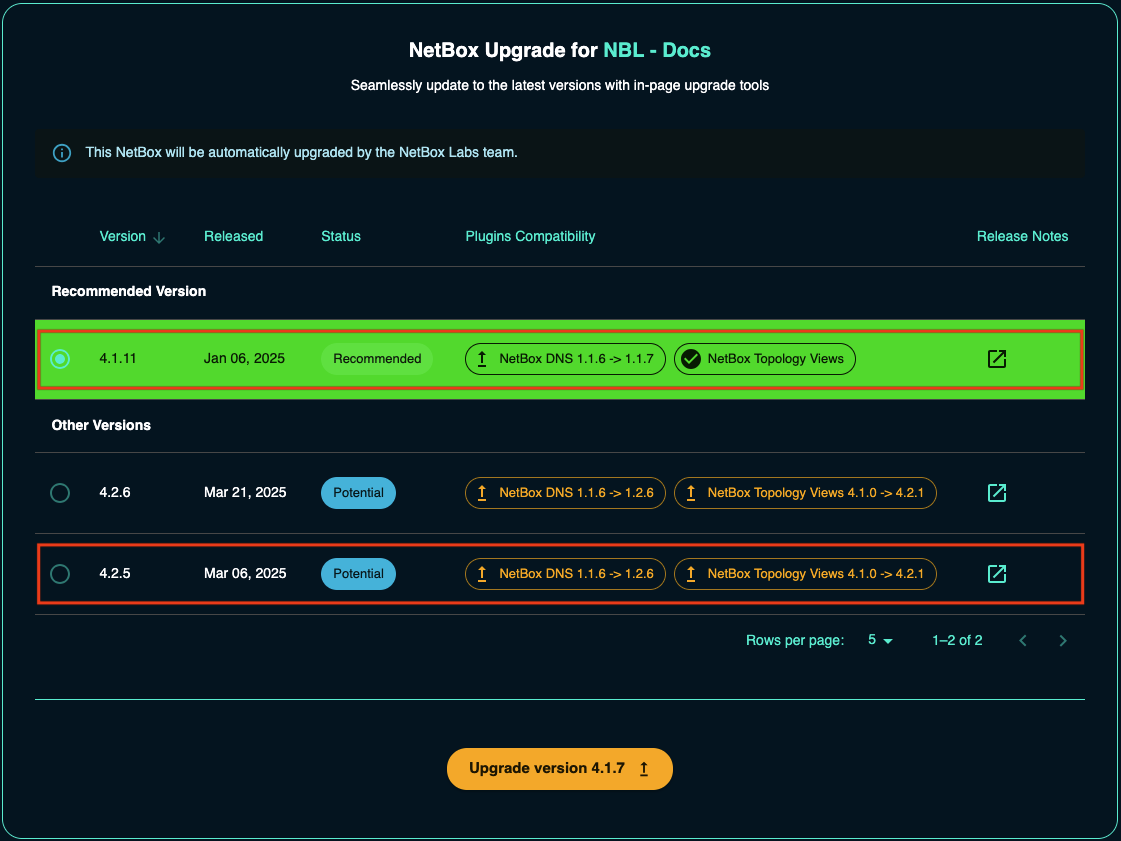 NetBox Upgrade for NBL - Docs
Seamlessly update to the latest versions with in-page upgrade tools
This NetBox will be automatically upgraded by the NetBox Labs team.
Version Released Status Plugins Compatibility Release Notes
Recommended Version
4.1.11 Jan 06, 2025 Recommended NetBox DNS 1.1.6 -> 1.1.7 NetBox Topology Views
Other Versions
4.2.6 Mar 21, 2025 Potential NetBox DNS 1.1.6 -> 1.2.6 NetBox Topology Views 4.1.0 -> 4.2.1
4.2.5 Mar 06, 2025 Potential NetBox DNS 1.1.6 -> 1.2.6 NetBox Topology Views 4.1.0 -> 4.2.1
Rows per page: 5 1–2 of 2
Upgrade version 4.1.7